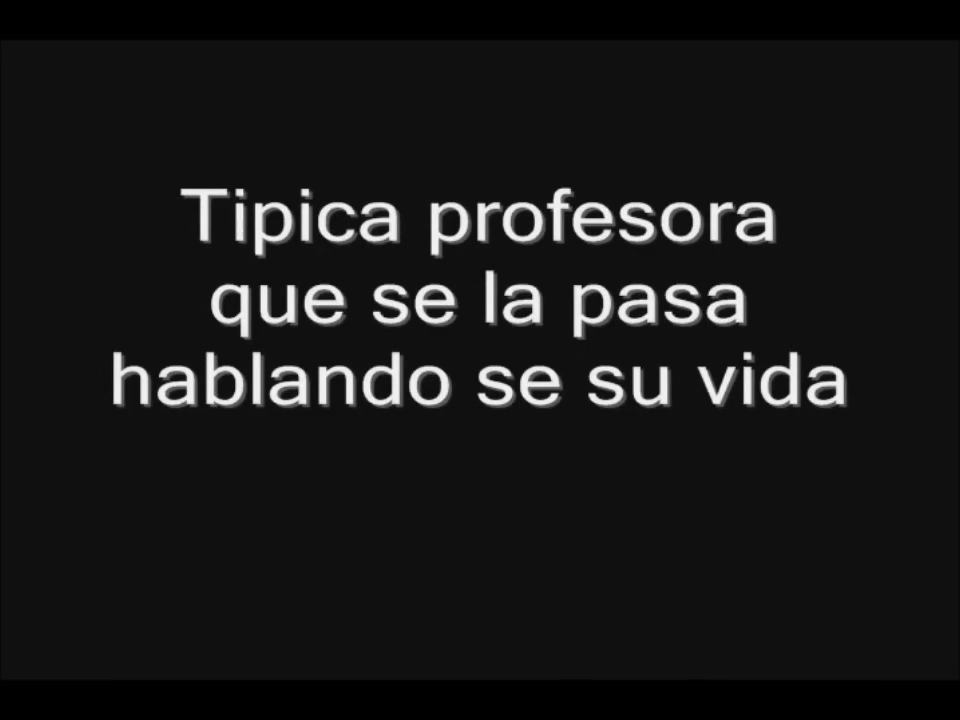 Tipica profesora
que se la pasa
hablando se su vida